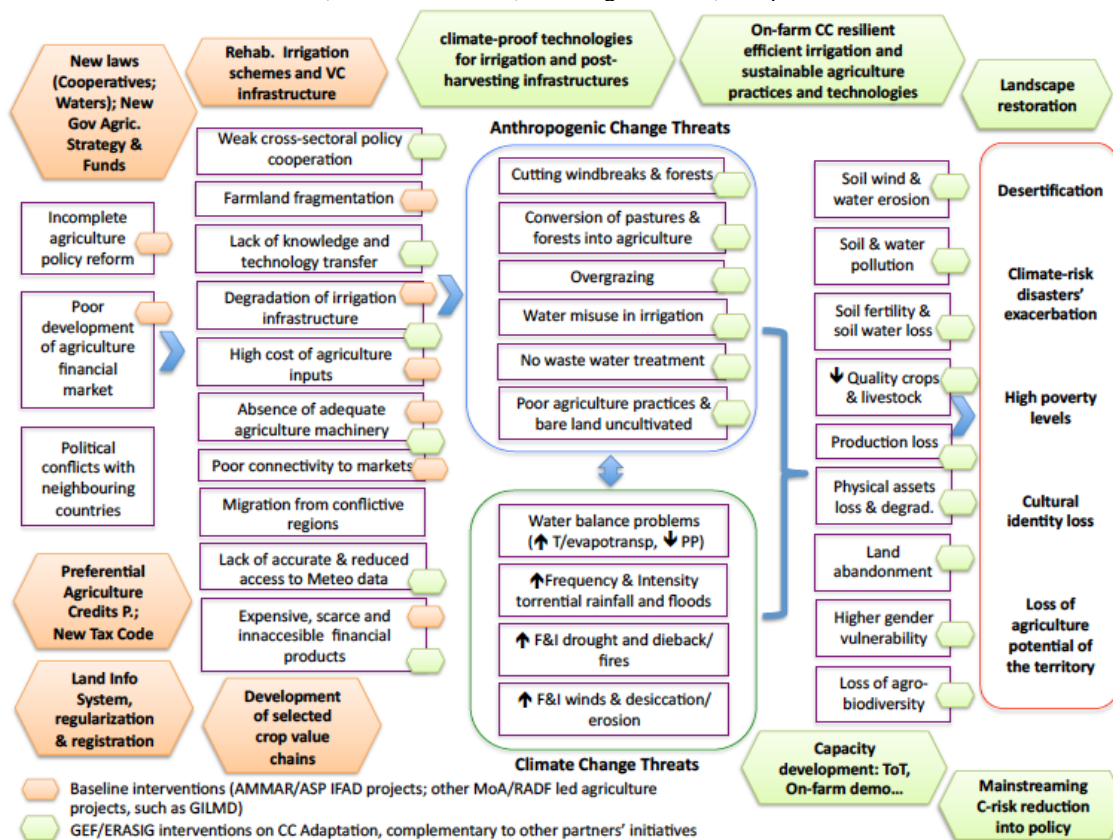 New laws
(Cooperatives;
Waters); New
Gov Agric.
Strategy &
Funds
Rehab. Irrigation
schemes and VC
infrastructure
climate-proof technologies
for irrigation and post-
harvesting infrastructures
On-farm CC resilient
efficient irrigation and
sustainable agriculture
practices and technologies
Landscape
restoration
Incomplete
agriculture
policy reform
Poor
development
of agriculture
financial
market
Political
conflicts with
neighbouring
countries
Weak cross-sectoral policy
cooperation
Farmland fragmentation
Lack of knowledge and
technology transfer
Degradation of irrigation
infrastructure
High cost of agriculture
inputs
Absence of adequate
agriculture machinery
Poor connectivity to markets
Migration from conflictive
regions
Lack of accurate & reduced
access to Meteo data
Expensive, scarce and
innaccesible financial
products
Anthropogenic Change Threats
Cutting windbreaks & forests
Conversion of pastures &
forests into agriculture
Overgrazing
Water misuse in irrigation
No waste water treatment
Poor agriculture practices &
bare land uncultivated
Water balance problems
(🡹 T/evapotransp, 🡻 PP)
🡹Frequency & Intensity
torrential rainfall and floods
🡹 F&I drought and dieback/
fires
🡹 F&I winds & desiccation/
erosion
Climate Change Threats
Soil wind &
water erosion
Soil & water
pollution
Soil fertility &
soil water loss
🡻 Quality crops
& livestock
Production loss
Physical assets
loss & degrad.
Land
abandonment
Higher gender
vulnerability
Loss of agro-
biodiversity
Desertification
Climate-risk
disasters'
exacerbation
High poverty
levels
Cultural
identity loss
Loss of
agriculture
potential of
the territory
Preferential
Agriculture
Credits P.;
New Tax Code
Land Info
System,
regularization
& registration
Development
of selected
crop value
chains
Capacity
development: ToT,
On-farm demo...
Mainstreaming
C-risk reduction
into policy
Baseline interventions (AMMAR/ASP IFAD projects; other MoA/RADF led agriculture
projects, such as GILMD)
GEF/ERASIG interventions on CC Adaptation, complementary to other partners' initiatives